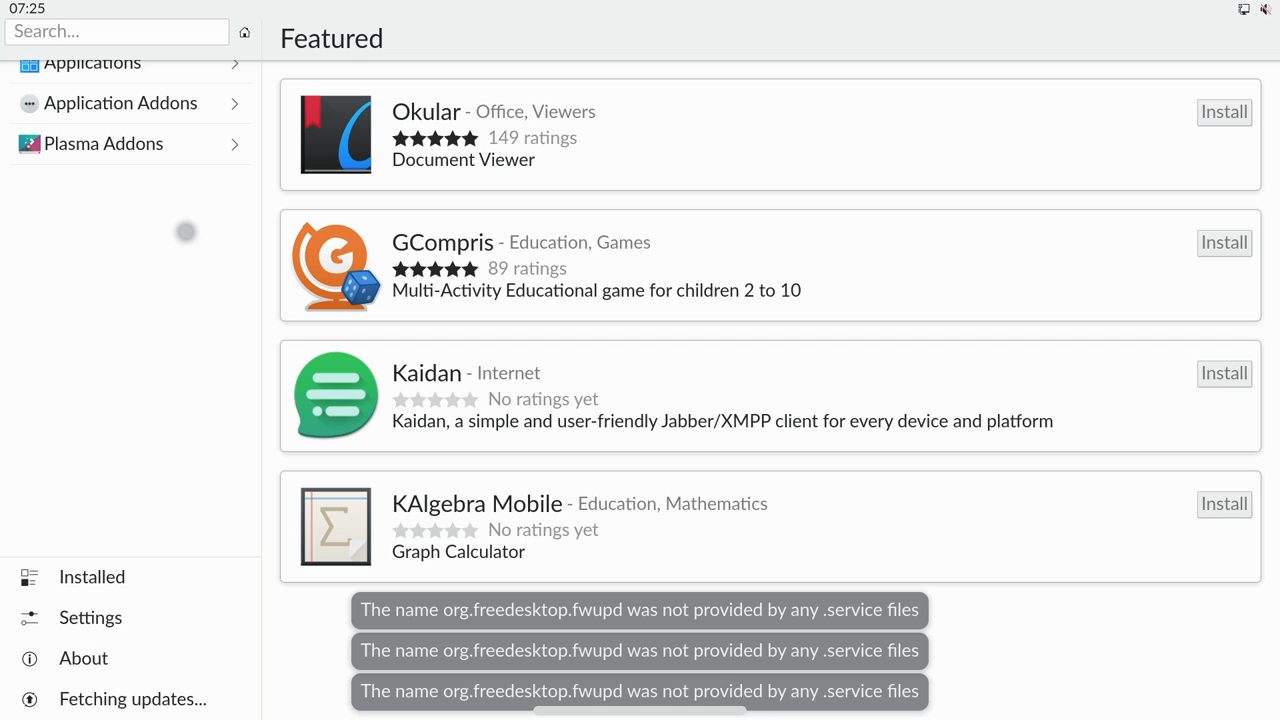 07:25
Search...
Featured
Applications
Application Addons
Plasma Addons
Okular - Office, Viewers
149 ratings
Document Viewer
Install
GCompris - Education, Games
89 ratings
Multi-Activity Educational game for children 2 to 10
Install
Kaidan - Internet
No ratings yet
Kaidan, a simple and user-friendly Jabber/XMPP client for every device and platform
Install
KAlgebra Mobile - Education, Mathematics
No ratings yet
Graph Calculator
Install
Installed
Settings
About
Fetching updates...
The name org.freedesktop.fwupd was not provided by any .service files
The name org.freedesktop.fwupd was not provided by any .service files
The name org.freedesktop.fwupd was not provided by any .service files